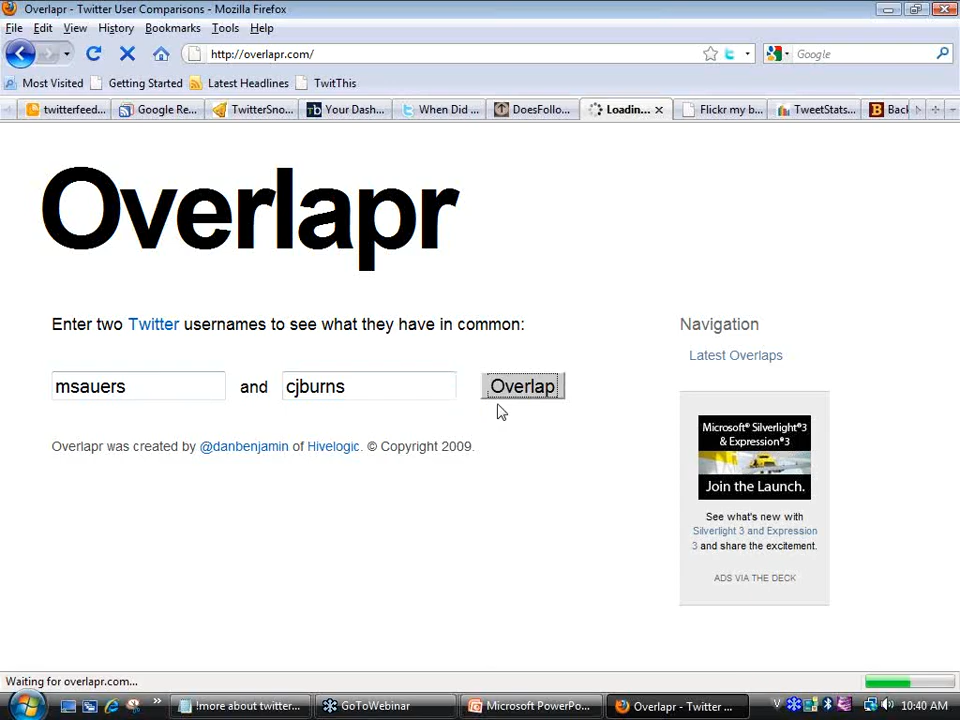 Overlapr - Twitter User Comparisons - Mozilla Firefox
File Edit View History Bookmarks Tools Help
http://overlapr.com/ Google
Most Visited Getting Started Latest Headlines TwitThis
twitterfeed... Google Re... TwitterSno... Your Dash... When Did ... DoesFollo... Loadin... Flickr my b... TweetStats... Back
Overlapr
Enter two Twitter usernames to see what they have in common:
msauers and cjburns Overlap
Overlapr was created by @danbenjamin of Hivelogic. © Copyright 2009.
Navigation
Latest Overlaps
Microsoft® Silverlight®3
& Expression®3
Join the Launch.
See what's new with
Silverlight 3 and Expression
3 and share the excitement.
ADS VIA THE DECK
Waiting for overlapr.com...
!more about twitter... GoToWebinar Microsoft PowerPo... Overlapr - Twitter ... 10:40 AM